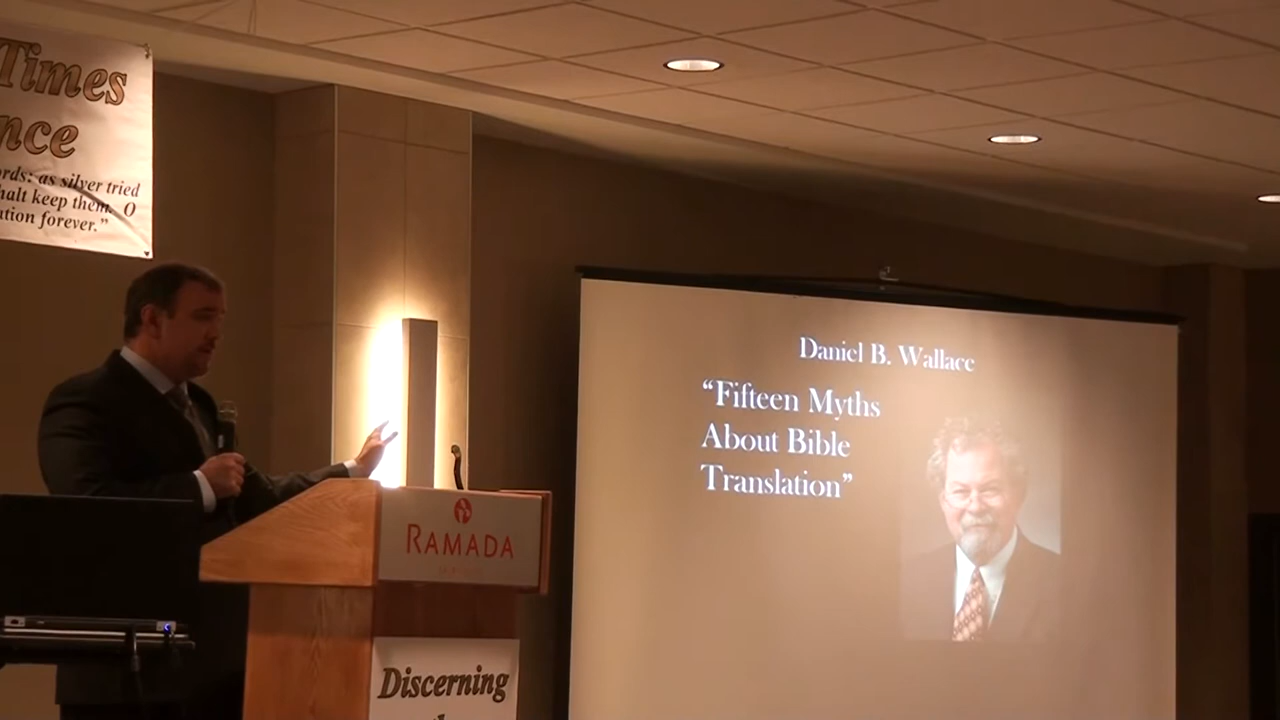 Times
nce
ords: as silver tried
halt keep them, O
ation forever.”
Daniel B. Wallace
“Fifteen Myths
About Bible
Translation”
RAMADA
Discerning